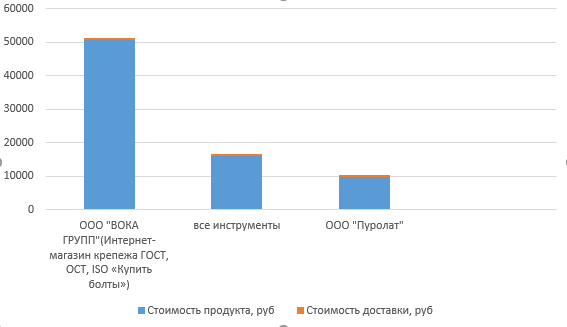 60000
50000
40000
30000
20000
10000
0
ООО "ВОКА
ГРУПП"(Интернет-
магазин крепежа ГОСТ,
ОСТ, ISO «Купить
болты»)
все инструменты
ООО "Пуролат"
Стоимость продукта, руб
Стоимость доставки, руб